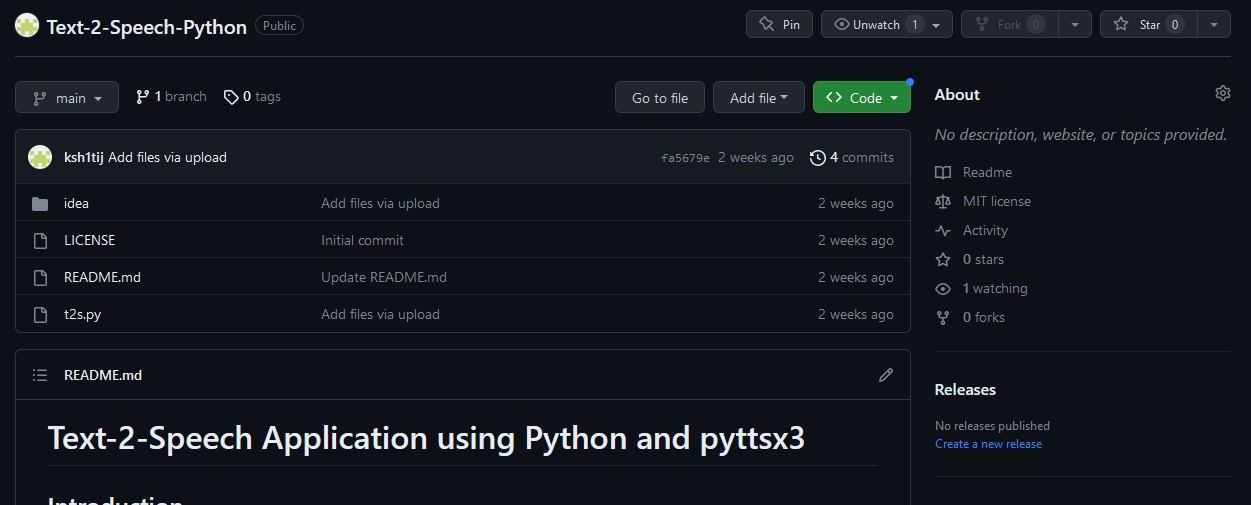 Text-2-Speech-Python Public Pin Unwatch 1 Fork 0 Star 0
main 1 branch 0 tags Go to file Add file Code
ksh1tij Add files via upload fa5679e 2 weeks ago 4 commits
idea Add files via upload 2 weeks ago
LICENSE Initial commit 2 weeks ago
README.md Update README.md 2 weeks ago
t2s.py Add files via upload 2 weeks ago
README.md
Text-2-Speech Application using Python and pyttsx3
Introduction
About
No description, website, or topics provided.
Readme
MIT license
Activity
0 stars
1 watching
0 forks
Releases
No releases published
Create a new release